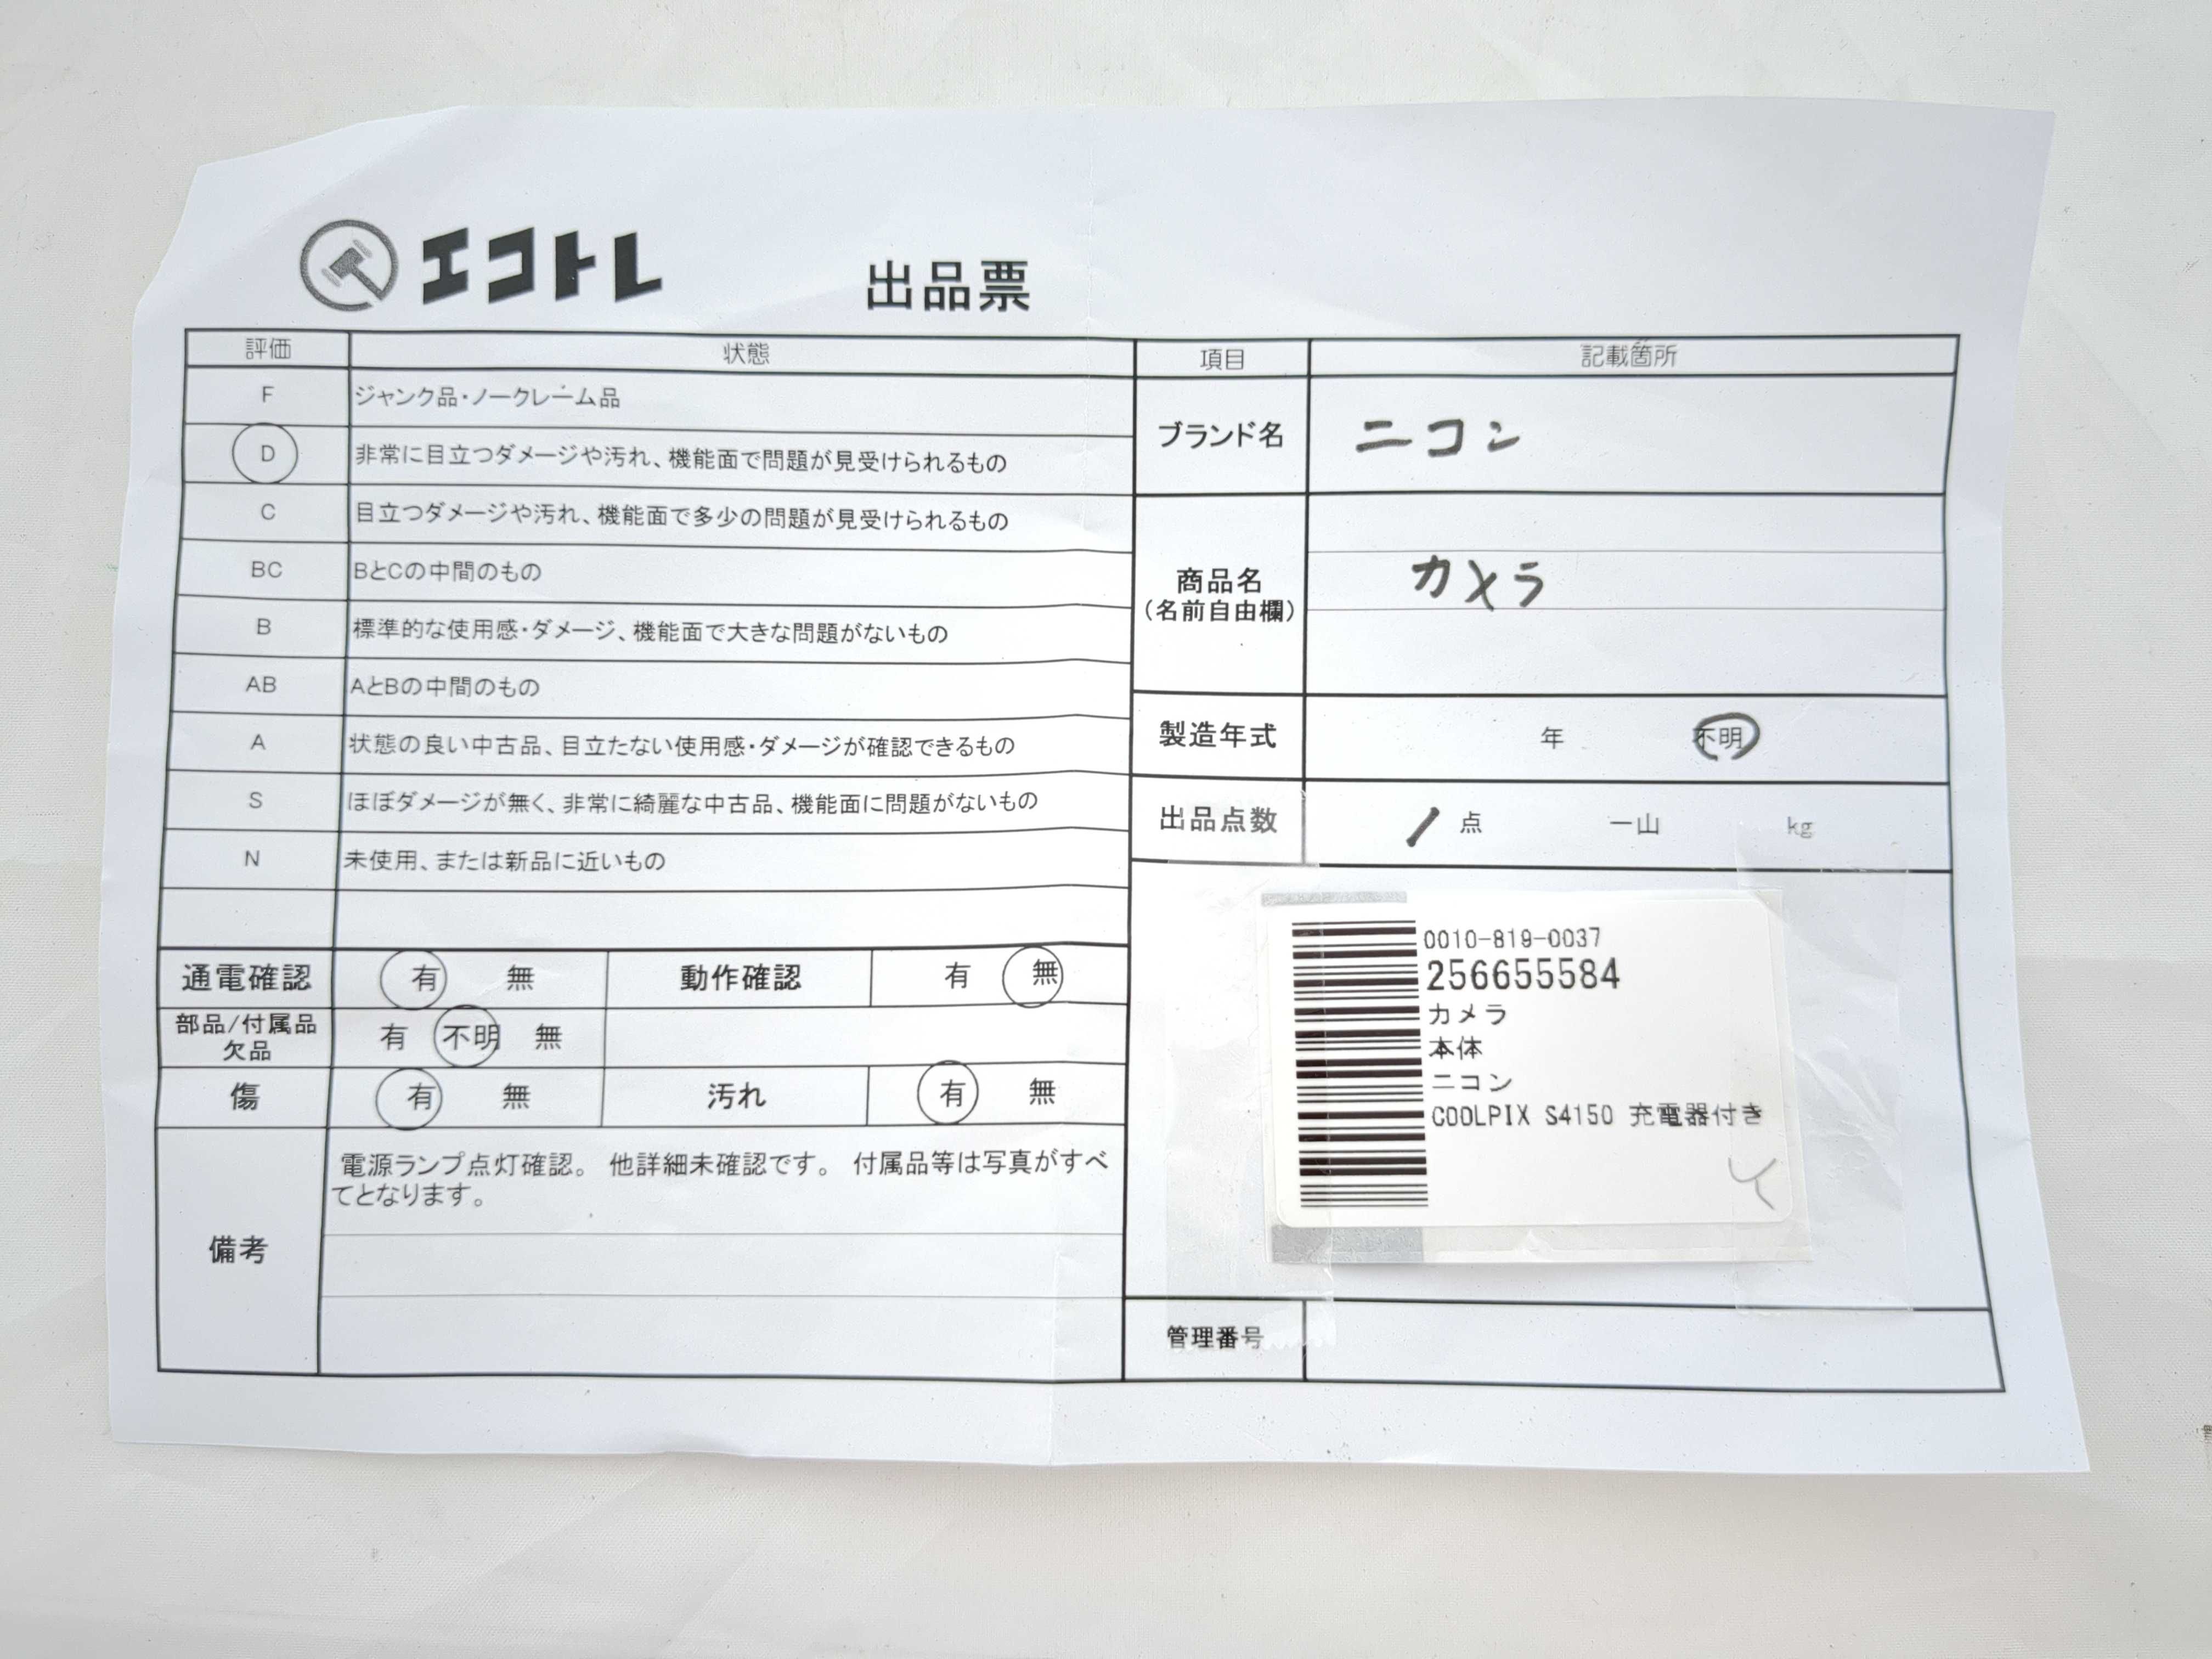 エコトレ
出品票
評価 状態
F ジャンク品・ノークレーム品
D 非常に目立つダメージや汚れ、機能面で問題が見受けられるもの
C 目立つダメージや汚れ、機能面で多少の問題が見受けられるもの
BC BとCの中間のもの
B 標準的な使用感・ダメージ、機能面で大きな問題がないもの
AB AとBの中間のもの
A 状態の良い中古品、目立たない使用感・ダメージが確認できるもの
S ほぼダメージが無く、非常に綺麗な中古品、機能面に問題がないもの
N 未使用、または新品に近いもの
通電確認 有 無 動作確認 有 無
部品/付属品
欠品
有 不明 無
傷 有 無 汚れ 有 無
備考
電源ランプ点灯確認。 他詳細未確認です。 付属品等は写真がすべ
てとなります。
項目 記載箇所
ブランド名 ニコン
商品名
(名前自由欄)
カメラ
製造年式 年 不明
出品点数 1 点 一山 kg
0010-819-0037
256655584
カメラ
本体
ニコン
COOLPIX S4150 充電器付き
管理番号